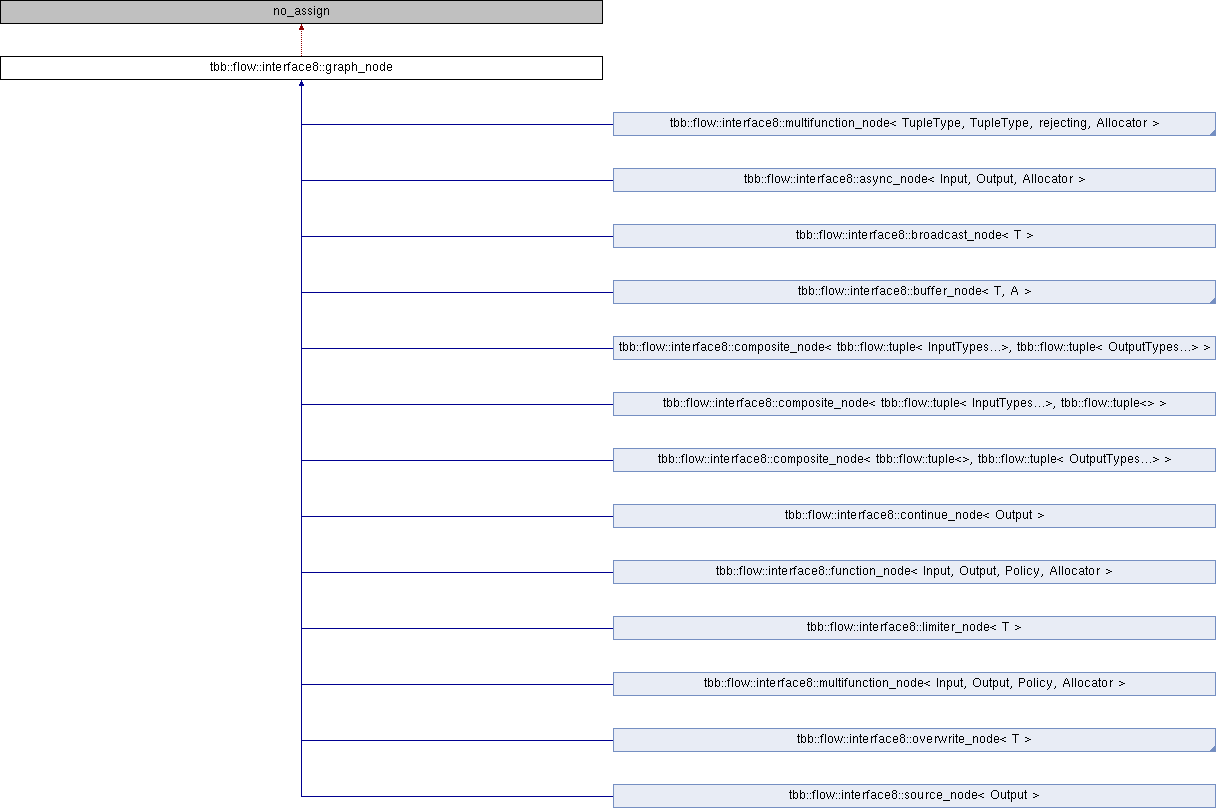 no_assign
tbb::flow::interface8::graph_node
tbb::flow::interface8::multifunction_node< TupleType, TupleType, rejecting, Allocator >
tbb::flow::interface8::async_node< Input, Output, Allocator >
tbb::flow::interface8::broadcast_node< T >
tbb::flow::interface8::buffer_node< T, A >
tbb::flow::interface8::composite_node< tbb::flow::tuple< InputTypes...>, tbb::flow::tuple< OutputTypes...> >
tbb::flow::interface8::composite_node< tbb::flow::tuple< InputTypes...>, tbb::flow::tuple<> >
tbb::flow::interface8::composite_node< tbb::flow::tuple<>, tbb::flow::tuple< OutputTypes...> >
tbb::flow::interface8::continue_node< Output >
tbb::flow::interface8::function_node< Input, Output, Policy, Allocator >
tbb::flow::interface8::limiter_node< T >
tbb::flow::interface8::multifunction_node< Input, Output, Policy, Allocator >
tbb::flow::interface8::overwrite_node< T >
tbb::flow::interface8::source_node< Output >